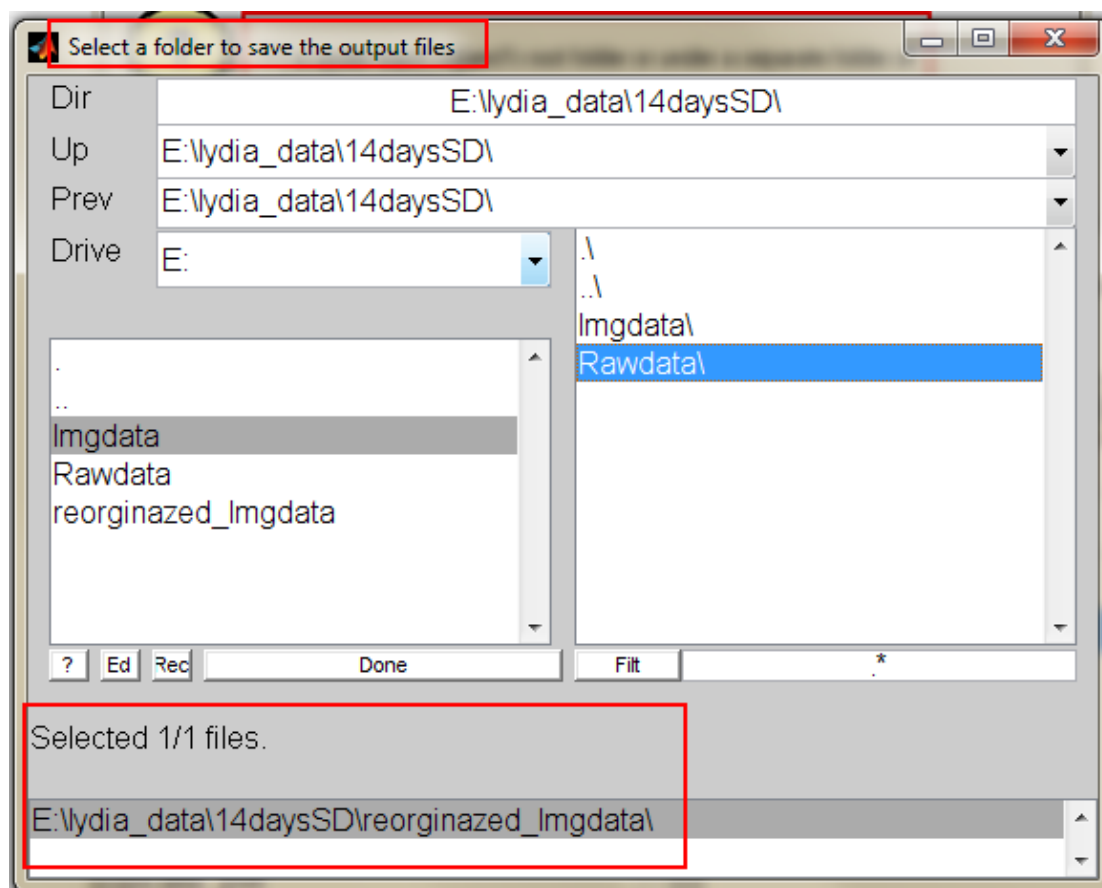 Select a folder to save the output files
Dir E:\lydia_data\14daysSD\
Up E:\lydia_data\14daysSD\
Prev E:\lydia_data\14daysSD\
Drive E:
.\
..\
Imgdata\
Rawdata\
.
..
Imgdata
Rawdata
reorginazed_Imgdata
? Ed Rec Done Filt .*
Selected 1/1 files.
E:\lydia_data\14daysSD\reorginazed_Imgdata\